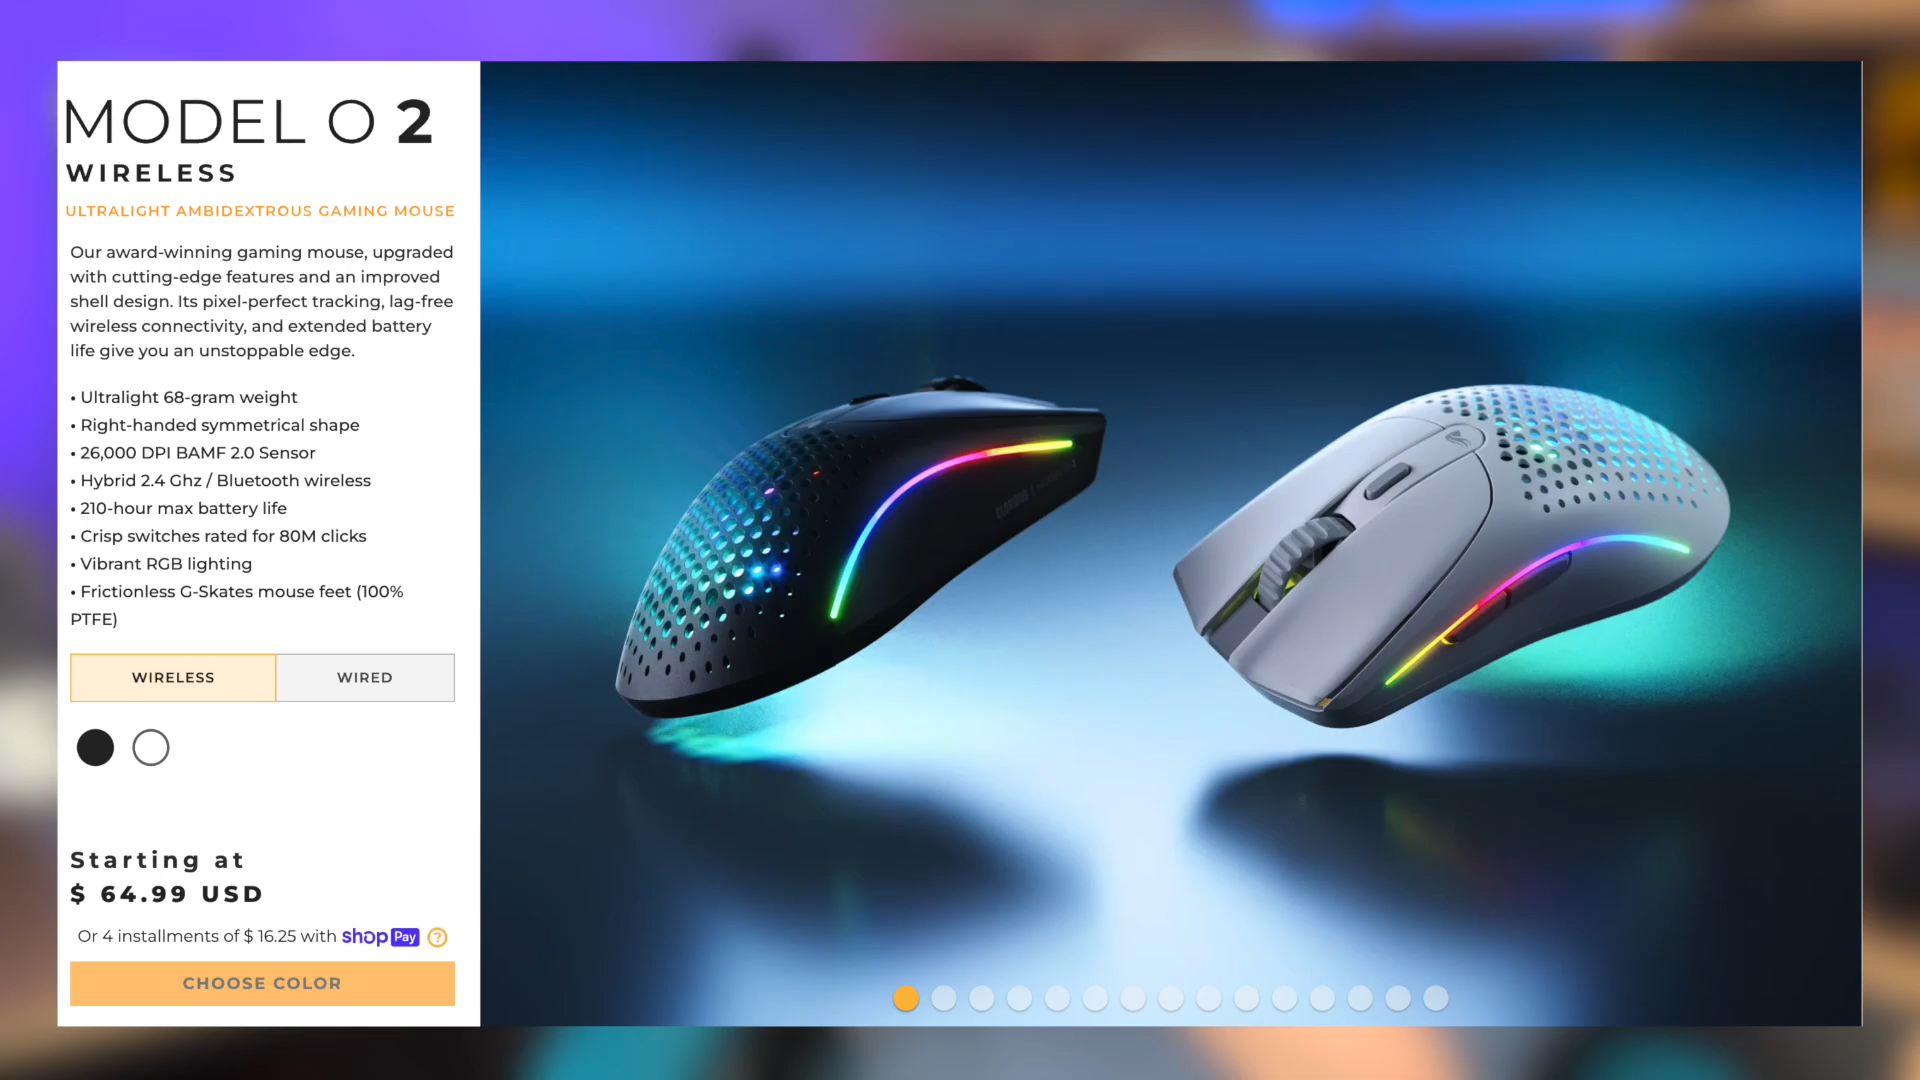 MODEL O 2
WIRELESS
ULTRALIGHT AMBIDEXTROUS GAMING MOUSE
Our award-winning gaming mouse, upgraded
with cutting-edge features and an improved
shell design. Its pixel-perfect tracking, lag-free
wireless connectivity, and extended battery
life give you an unstoppable edge.
• Ultralight 68-gram weight
• Right-handed symmetrical shape
• 26,000 DPI BAMF 2.0 Sensor
• Hybrid 2.4 Ghz / Bluetooth wireless
• 210-hour max battery life
• Crisp switches rated for 80M clicks
• Vibrant RGB lighting
• Frictionless G-Skates mouse feet (100%
PTFE)
WIRELESS WIRED
Starting at
$ 64.99 USD
Or 4 installments of $ 16.25 with shop Pay ?
CHOOSE COLOR